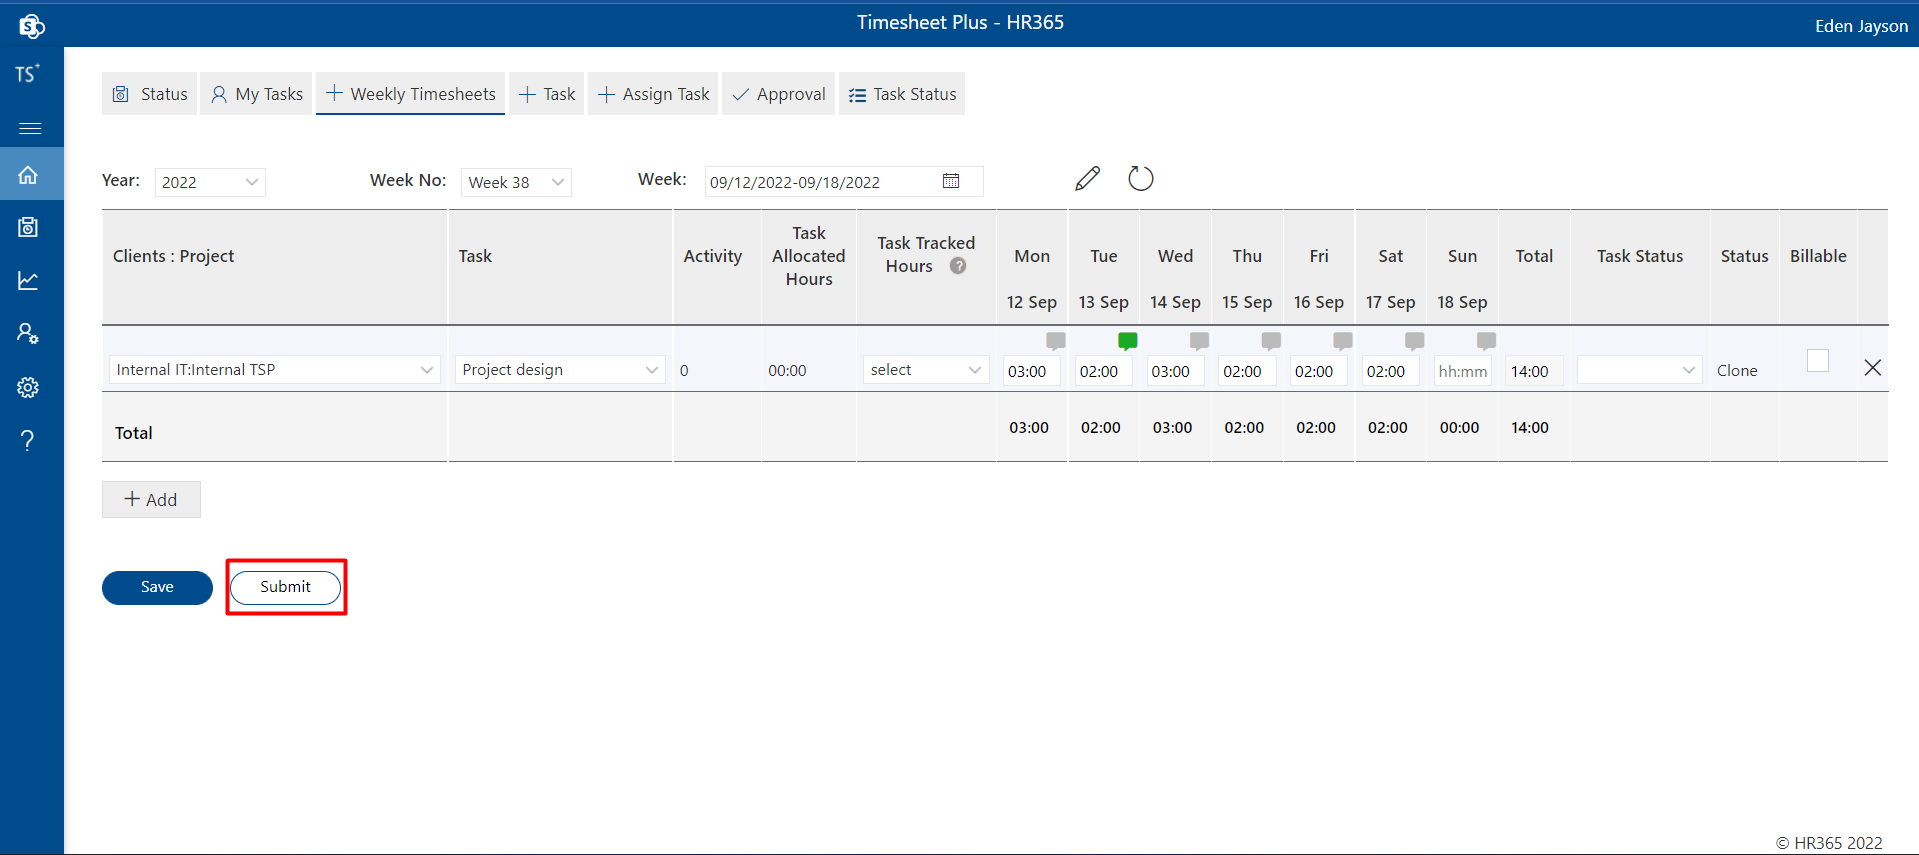 Timesheet Plus - HR365
Eden Jayson
S
TS+
Status My Tasks Weekly Timesheets Task Assign Task Approval Task Status
Year: 2022 Week No: Week 38 Week: 09/12/2022-09/18/2022
Clients : Project Task Activity Task Allocated Hours Task Tracked Hours ? Mon Tue Wed Thu Fri Sat Sun Total Task Status Status Billable
12 Sep 13 Sep 14 Sep 15 Sep 16 Sep 17 Sep 18 Sep
Internal IT:Internal TSP Project design 0 00:00 select 03:00 02:00 03:00 02:00 02:00 02:00 hh:mm 14:00 Clone
Total 03:00 02:00 03:00 02:00 02:00 02:00 00:00 14:00
+ Add
Save Submit
© HR365 2022